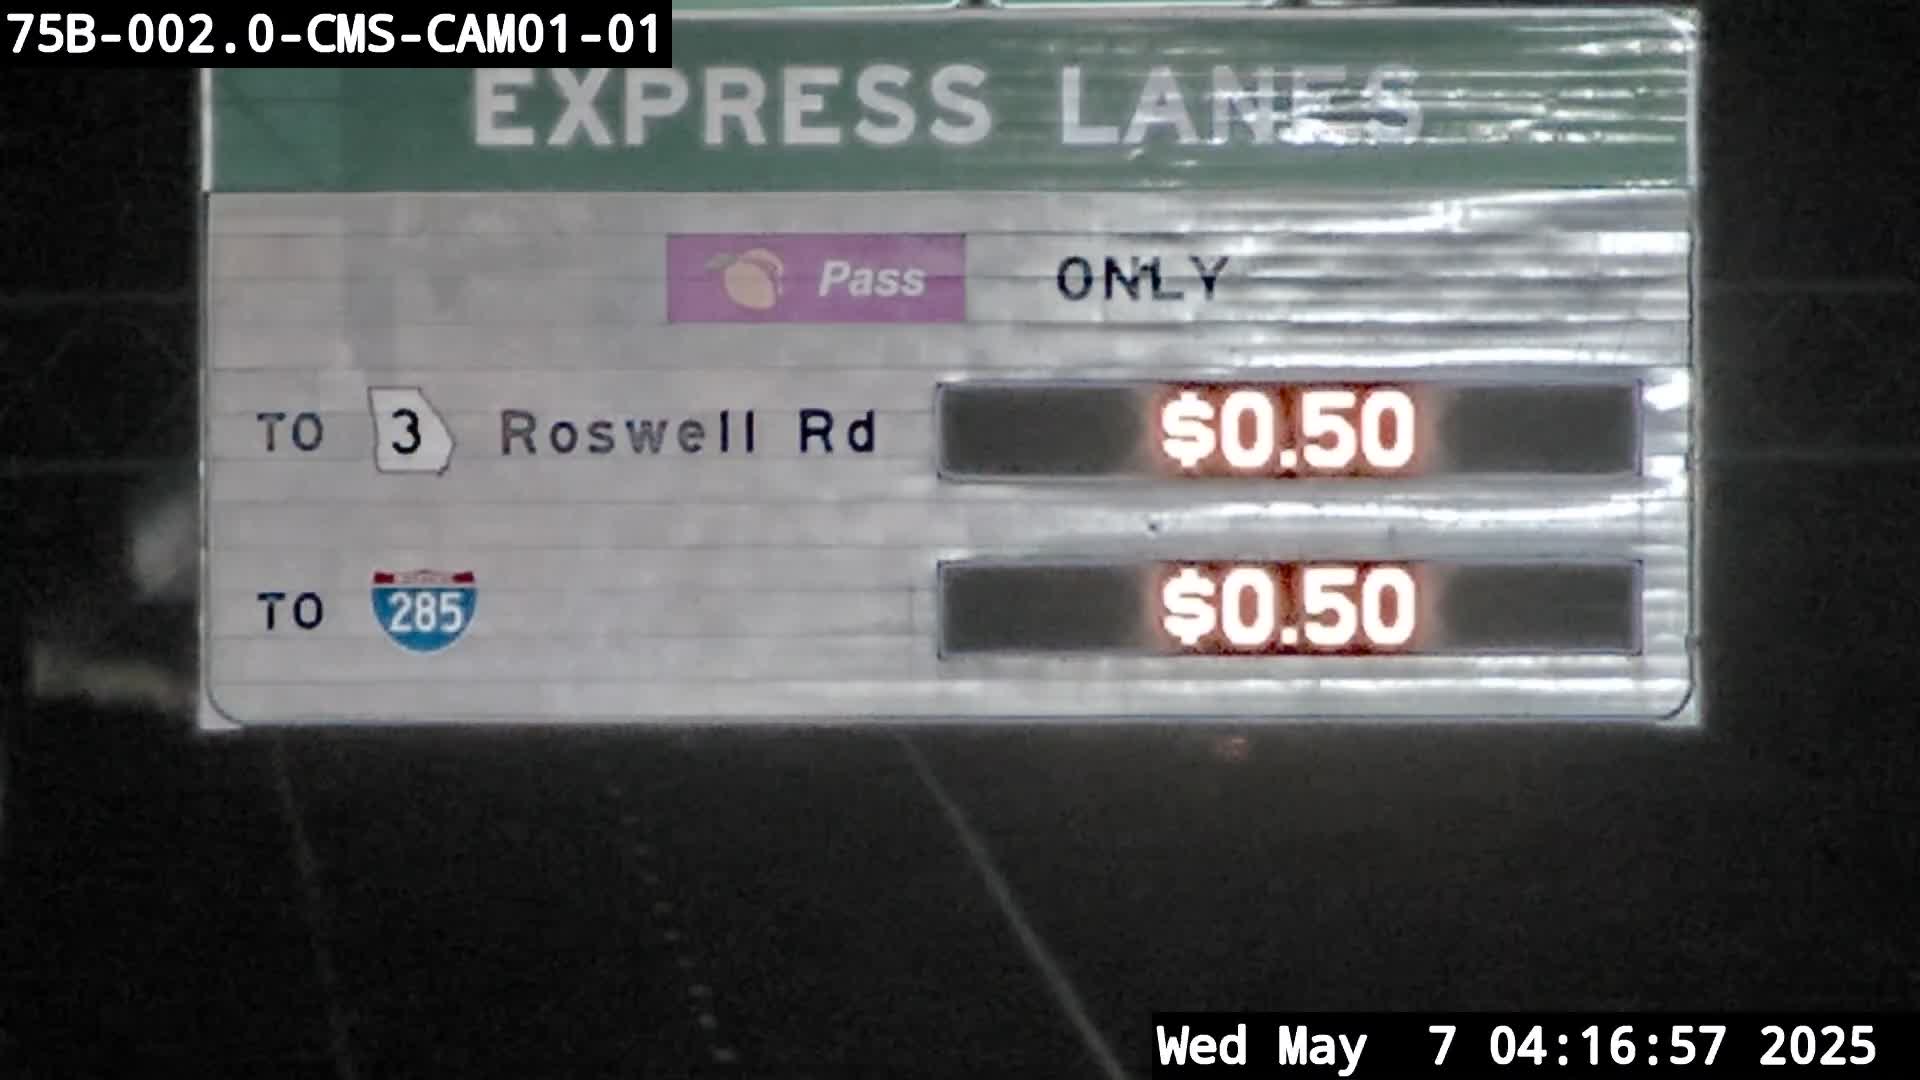 75B-002.0-CMS-CAM01-01
EXPRESS LANES
Pass ONLY
TO 3 Roswell Rd $0.50
TO 285 $0.50
Wed May 7 04:16:57 2025